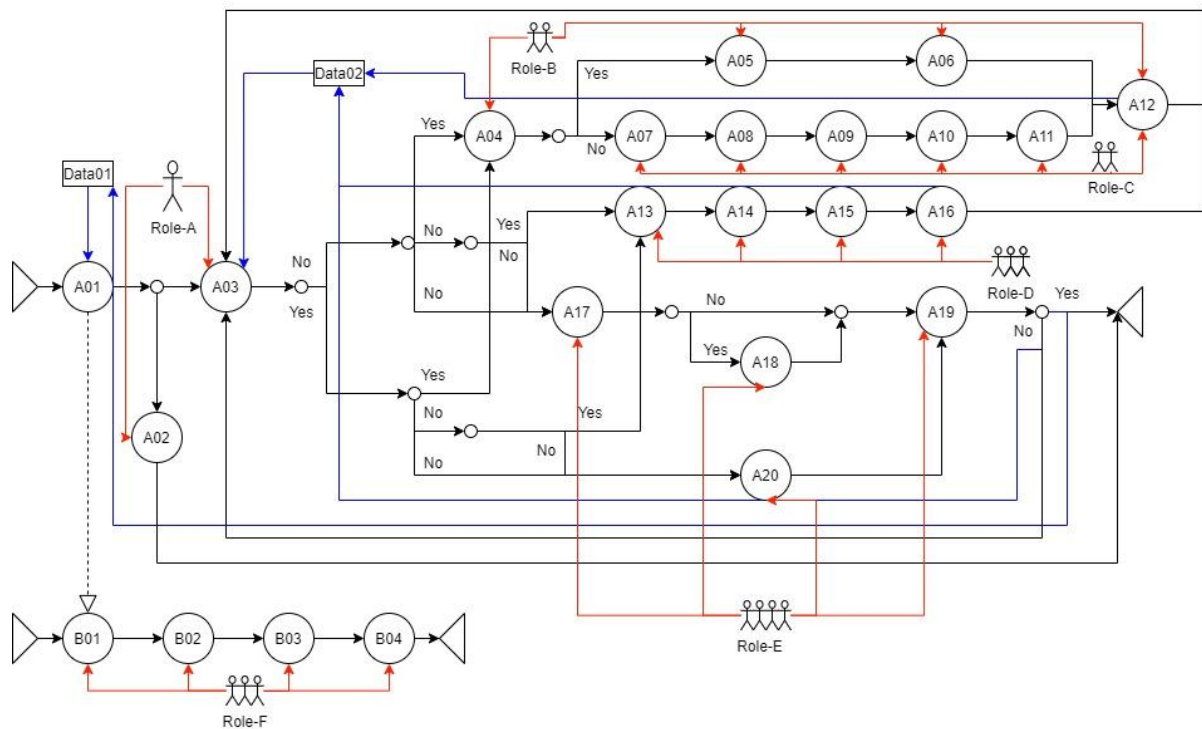 Role-B
Yes
A05
A06
Data02
A12
Yes
A04
No
A07
A08
A09
A10
A11
Role-C
Data01
Role-A
A13
A14
A15
A16
No
Yes
No
Role-D
A01
A03
No
Yes
No
A17
No
A19
Yes
No
Yes
A18
Yes
No
Yes
No
A02
No
A20
B01
B02
B03
B04
Role-E
Role-F